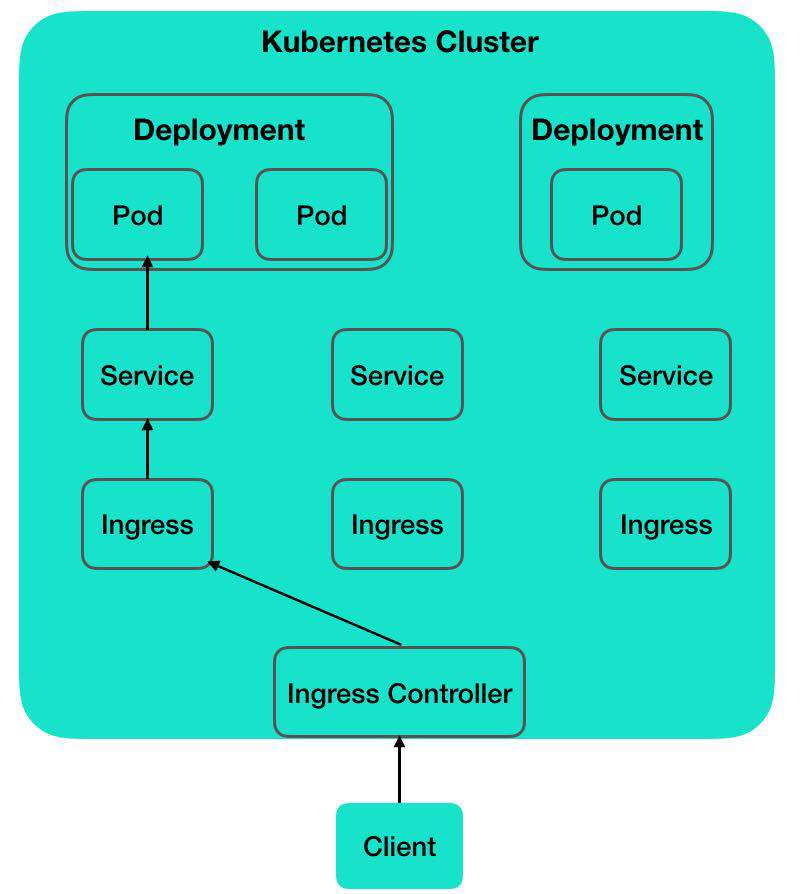 Kubernetes Cluster
Deployment
Deployment
Pod
Pod
Pod
Service
Service
Service
Ingress
Ingress
Ingress
Ingress Controller
Client